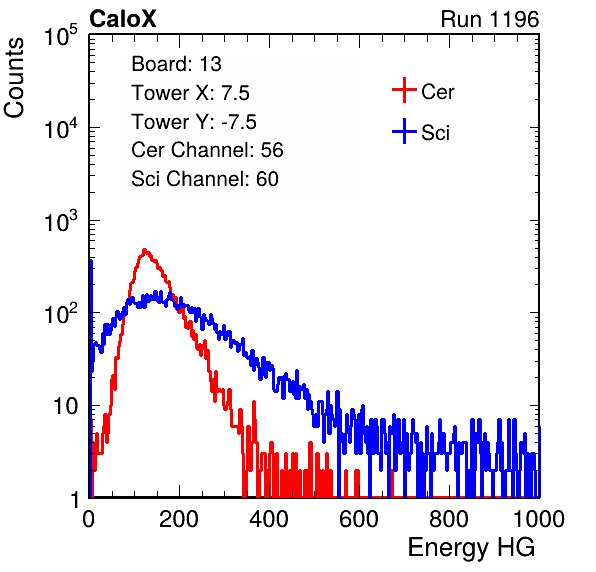 CaloX Run 1196
Counts
10^5
10^4
10^3
10^2
10
1
Board: 13
Tower X: 7.5
Tower Y: -7.5
Cer Channel: 56
Sci Channel: 60
Cer
Sci
0 200 400 600 800 1000
Energy HG